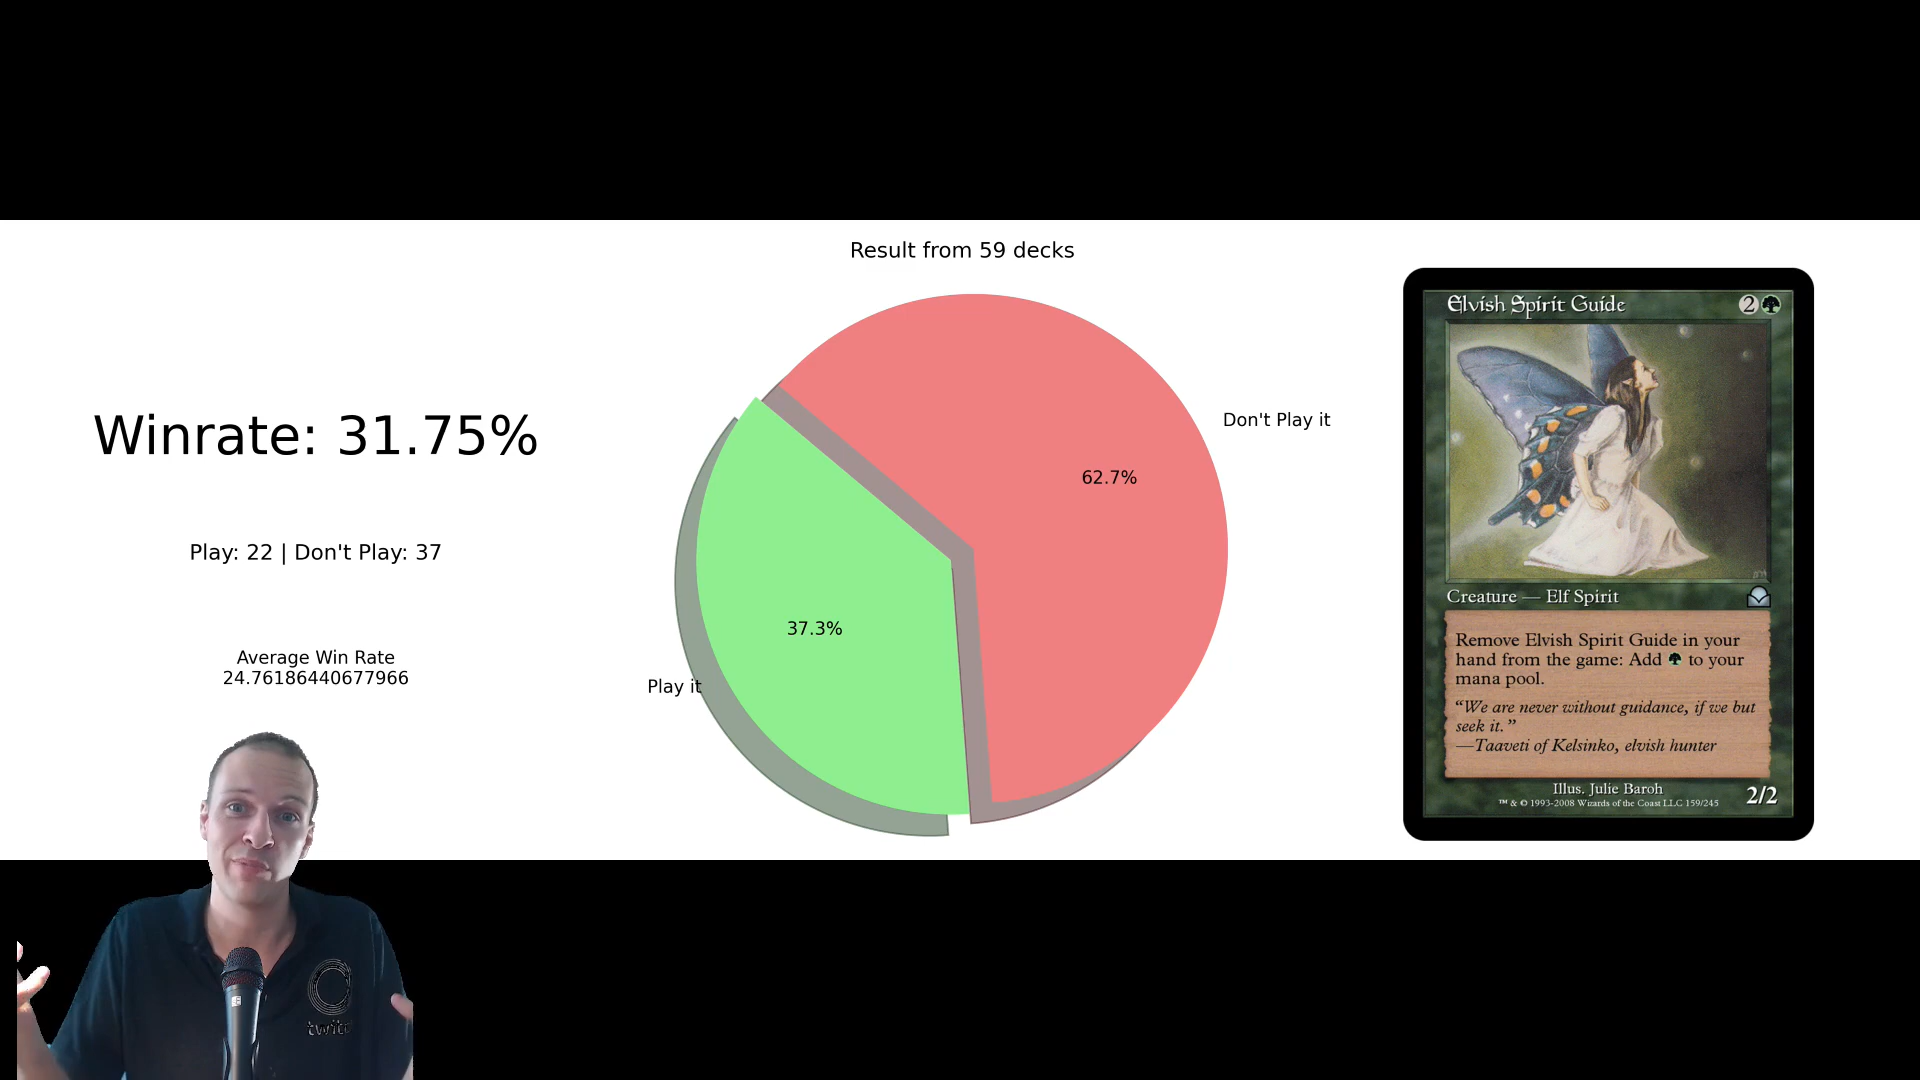 Result from 59 decks
Winrate: 31.75%
Play: 22 | Don't Play: 37
Average Win Rate
24.76186440677966
Don't Play it
62.7%
37.3%
Play it
Elvish Spirit Guide 2
Creature — Elf Spirit
Remove Elvish Spirit Guide in your
hand from the game: Add to your
mana pool.
“We are never without guidance, if we but
seek it.”
—Taaveti of Kelsinko, elvish hunter
Illus. Julie Baroh
™ & © 1993-2008 Wizards of the Coast LLC 159/245
2/2